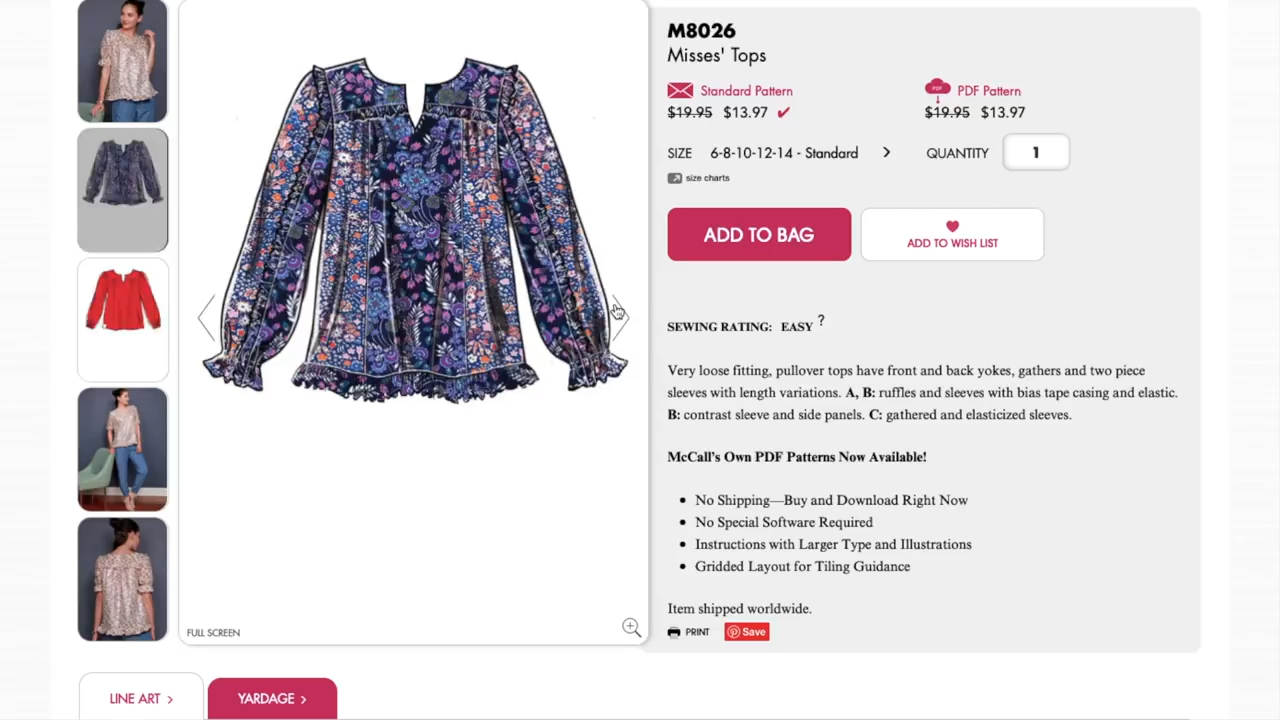 M8026
Misses' Tops
Standard Pattern
PDF PDF Pattern
$19.95 $13.97
$19.95 $13.97
SIZE 6-8-10-12-14 - Standard
QUANTITY 1
size charts
ADD TO BAG
ADD TO WISH LIST
SEWING RATING: EASY ?
Very loose fitting, pullover tops have front and back yokes, gathers and two piece
sleeves with length variations. A, B: ruffles and sleeves with bias tape casing and elastic.
B: contrast sleeve and side panels. C: gathered and elasticized sleeves.
McCall's Own PDF Patterns Now Available!
No Shipping—Buy and Download Right Now
No Special Software Required
Instructions with Larger Type and Illustrations
Gridded Layout for Tiling Guidance
Item shipped worldwide.
FULL SCREEN
PRINT Save
LINE ART >
YARDAGE >